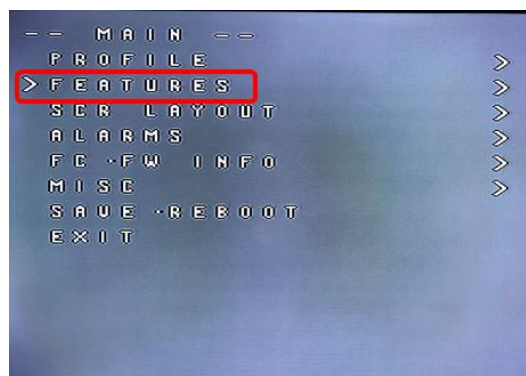 -- MAIN --
PROFILE >
>FEATURES >
SCR LAYOUT >
ALARMS >
FC-FW INFO >
MISC >
SAVE-REBOOT
EXIT